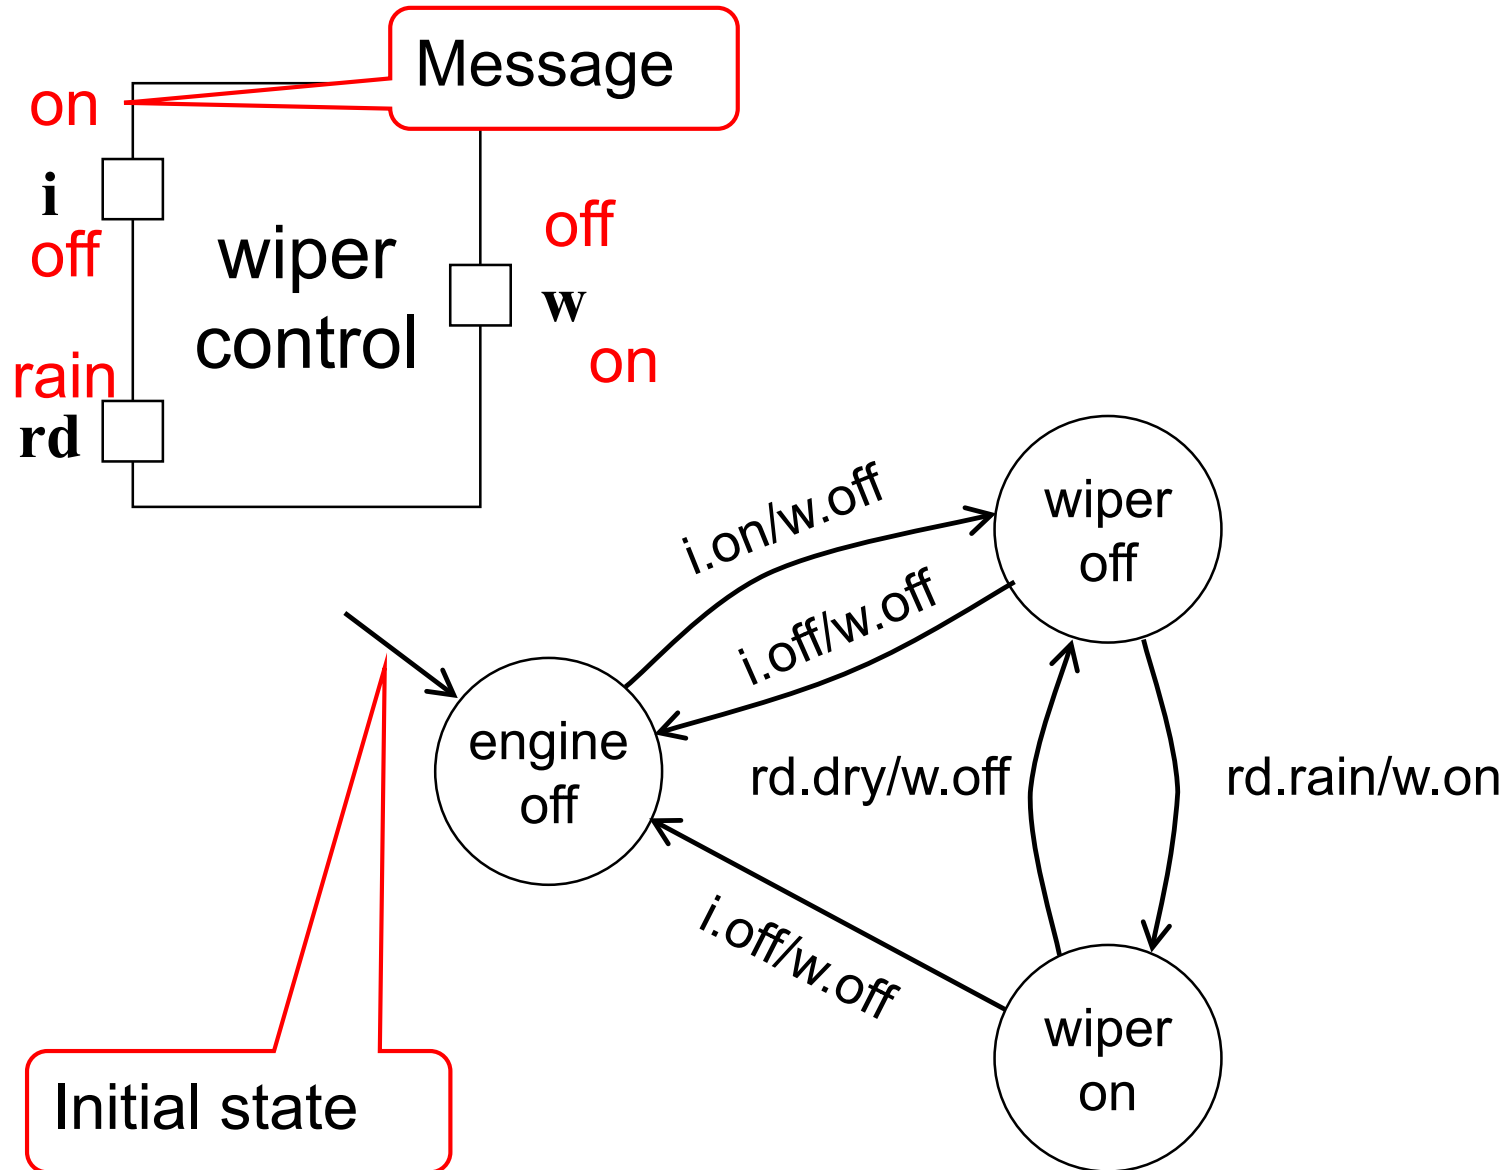 Message
on
i
off
wiper
control
off
w
on
rain
rd
i.on/w.off
wiper
off
i.off/w.off
engine
off
rd.dry/w.off
rd.rain/w.on
i.off/w.off
wiper
on
Initial state